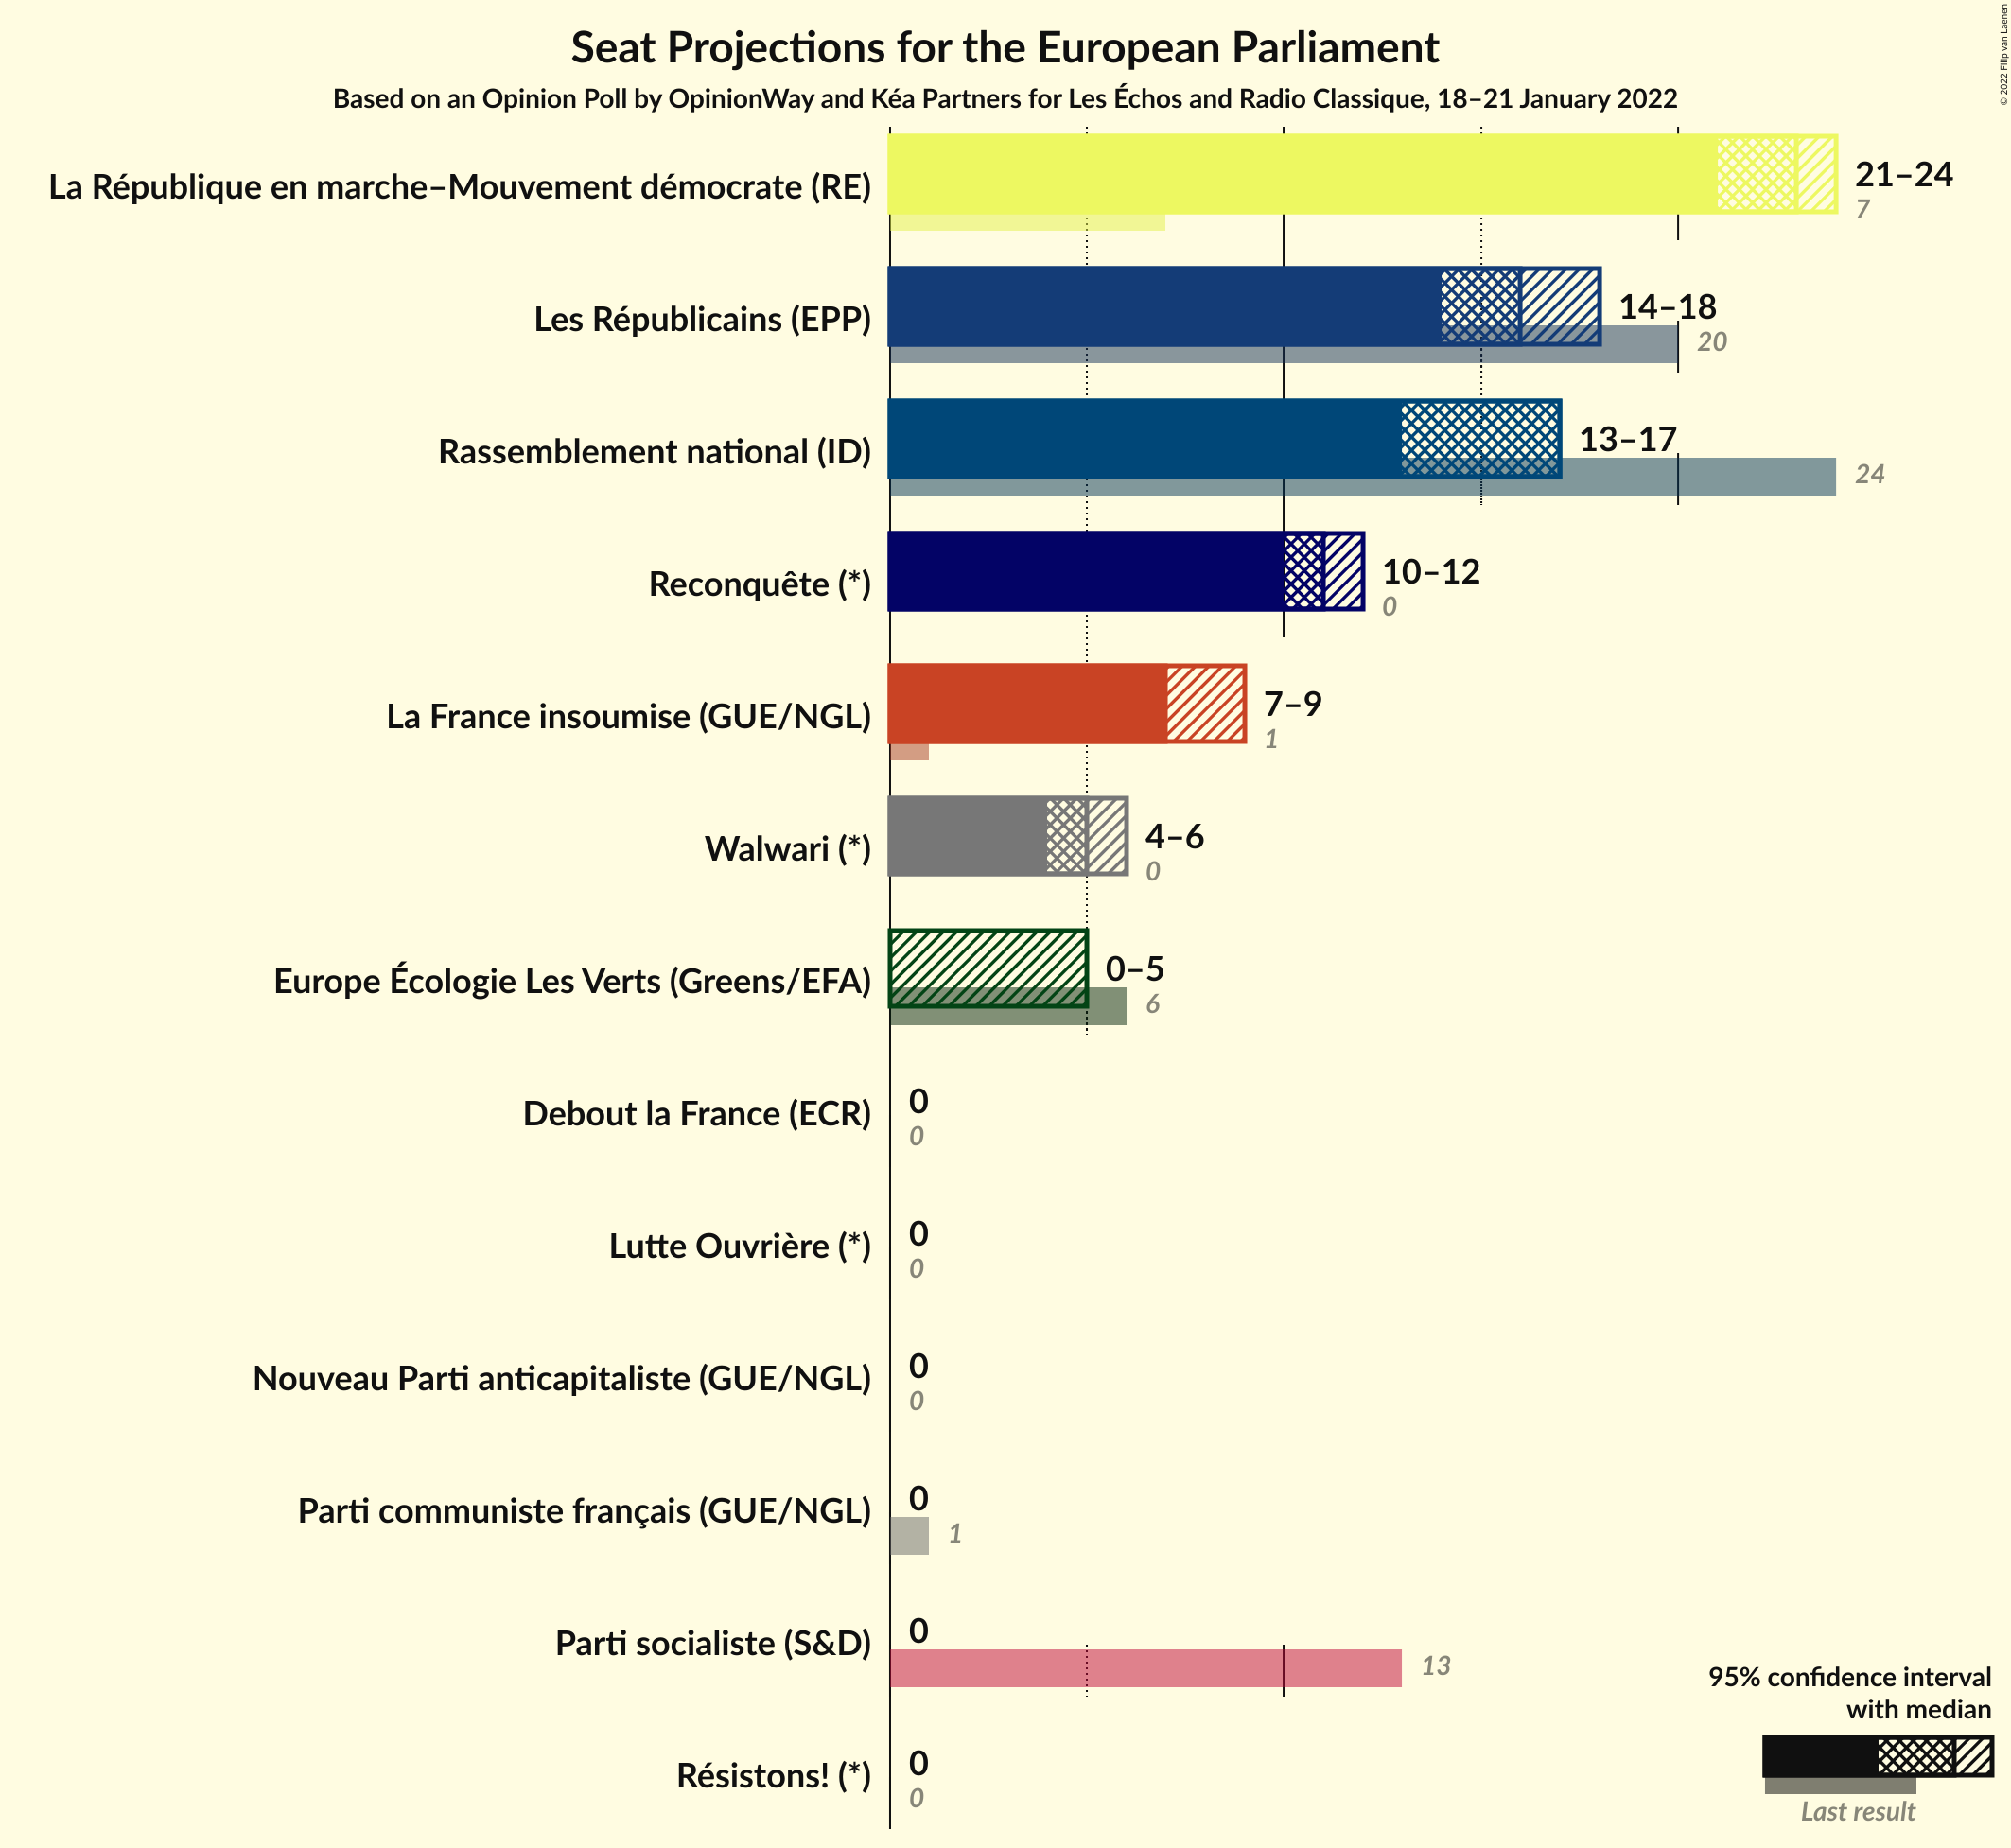 Seat Projections for the European Parliament
Based on an Opinion Poll by OpinionWay and Kéa Partners for Les Échos and Radio Classique, 18–21 January 2022
© 2022 Filip van Laenen
La République en marche–Mouvement démocrate (RE)
21–24
7
Les Républicains (EPP)
14–18
20
Rassemblement national (ID)
13–17
24
Reconquête (*)
10–12
0
La France insoumise (GUE/NGL)
7–9
1
Walwari (*)
4–6
0
Europe Écologie Les Verts (Greens/EFA)
0–5
6
Debout la France (ECR)
0
0
Lutte Ouvrière (*)
0
0
Nouveau Parti anticapitaliste (GUE/NGL)
0
0
Parti communiste français (GUE/NGL)
0
1
Parti socialiste (S&D)
0
13
Résistons! (*)
0
0
95% confidence interval
with median
Last result